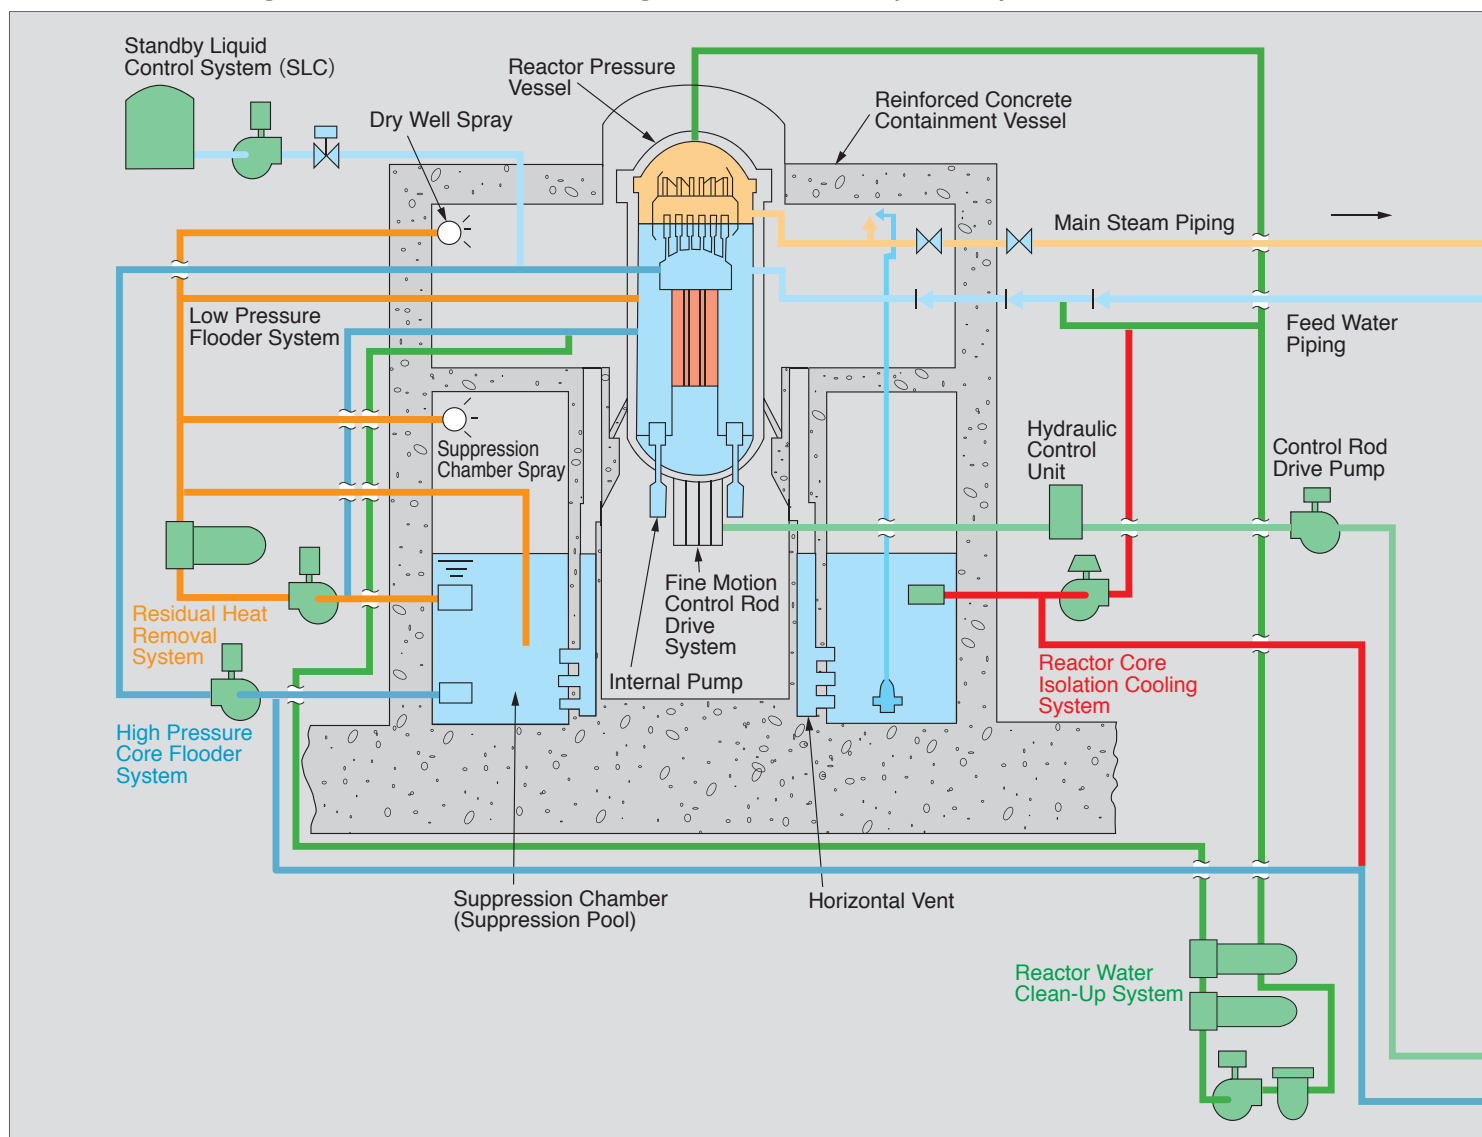 Standby Liquid
Control System (SLC)
Dry Well Spray
Reactor Pressure
Vessel
Reinforced Concrete
Containment Vessel
Main Steam Piping
Low Pressure
Flooder System
Feed Water
Piping
Suppression
Chamber Spray
Hydraulic
Control
Unit
Control Rod
Drive Pump
Residual Heat
Removal
System
Fine Motion
Control Rod
Drive
System
Internal Pump
Reactor Core
Isolation Cooling
System
High Pressure
Core Flooder
System
Suppression Chamber
(Suppression Pool)
Horizontal Vent
Reactor Water
Clean-Up System